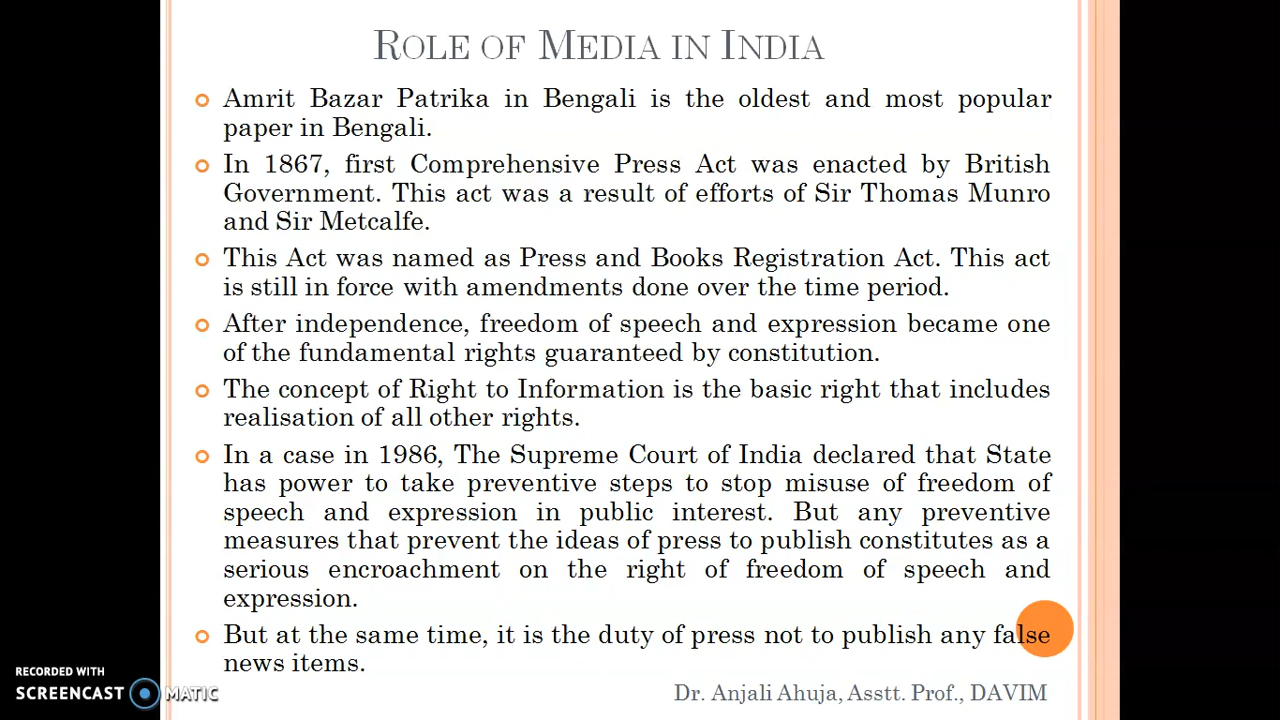 ROLE OF MEDIA IN INDIA
Amrit Bazar Patrika in Bengali is the oldest and most popular
paper in Bengali.
In 1867, first Comprehensive Press Act was enacted by British
Government. This act was a result of efforts of Sir Thomas Munro
and Sir Metcalfe.
This Act was named as Press and Books Registration Act. This act
is still in force with amendments done over the time period.
After independence, freedom of speech and expression became one
of the fundamental rights guaranteed by constitution.
The concept of Right to Information is the basic right that includes
realisation of all other rights.
In a case in 1986, The Supreme Court of India declared that State
has power to take preventive steps to stop misuse of freedom of
speech and expression in public interest. But any preventive
measures that prevent the ideas of press to publish constitutes as a
serious encroachment on the right of freedom of speech and
expression.
But at the same time, it is the duty of press not to publish any false
news items.
RECORDED WITH
SCREENCAST MATIC
Dr. Anjali Ahuja, Asstt. Prof., DAVIM